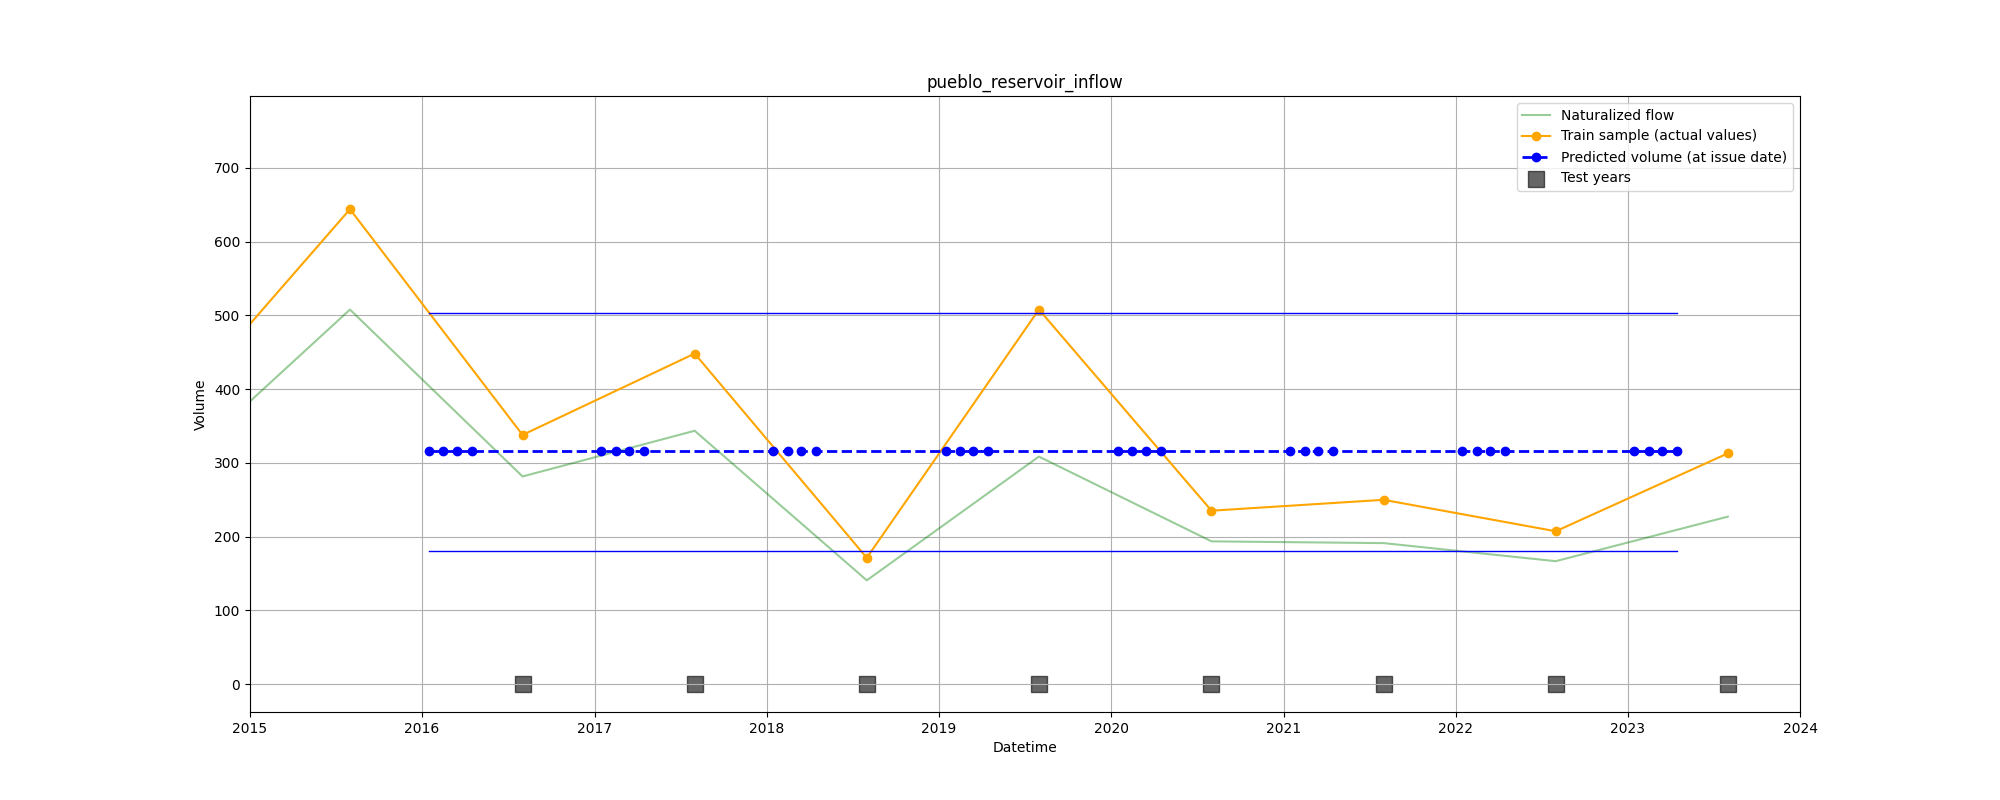 pueblo_reservoir_inflow
Naturalized flow
Train sample (actual values)
Predicted volume (at issue date)
Test years
700
600
500
400
300
200
100
0
Volume
2015 2016 2017 2018 2019 2020 2021 2022 2023 2024
Datetime